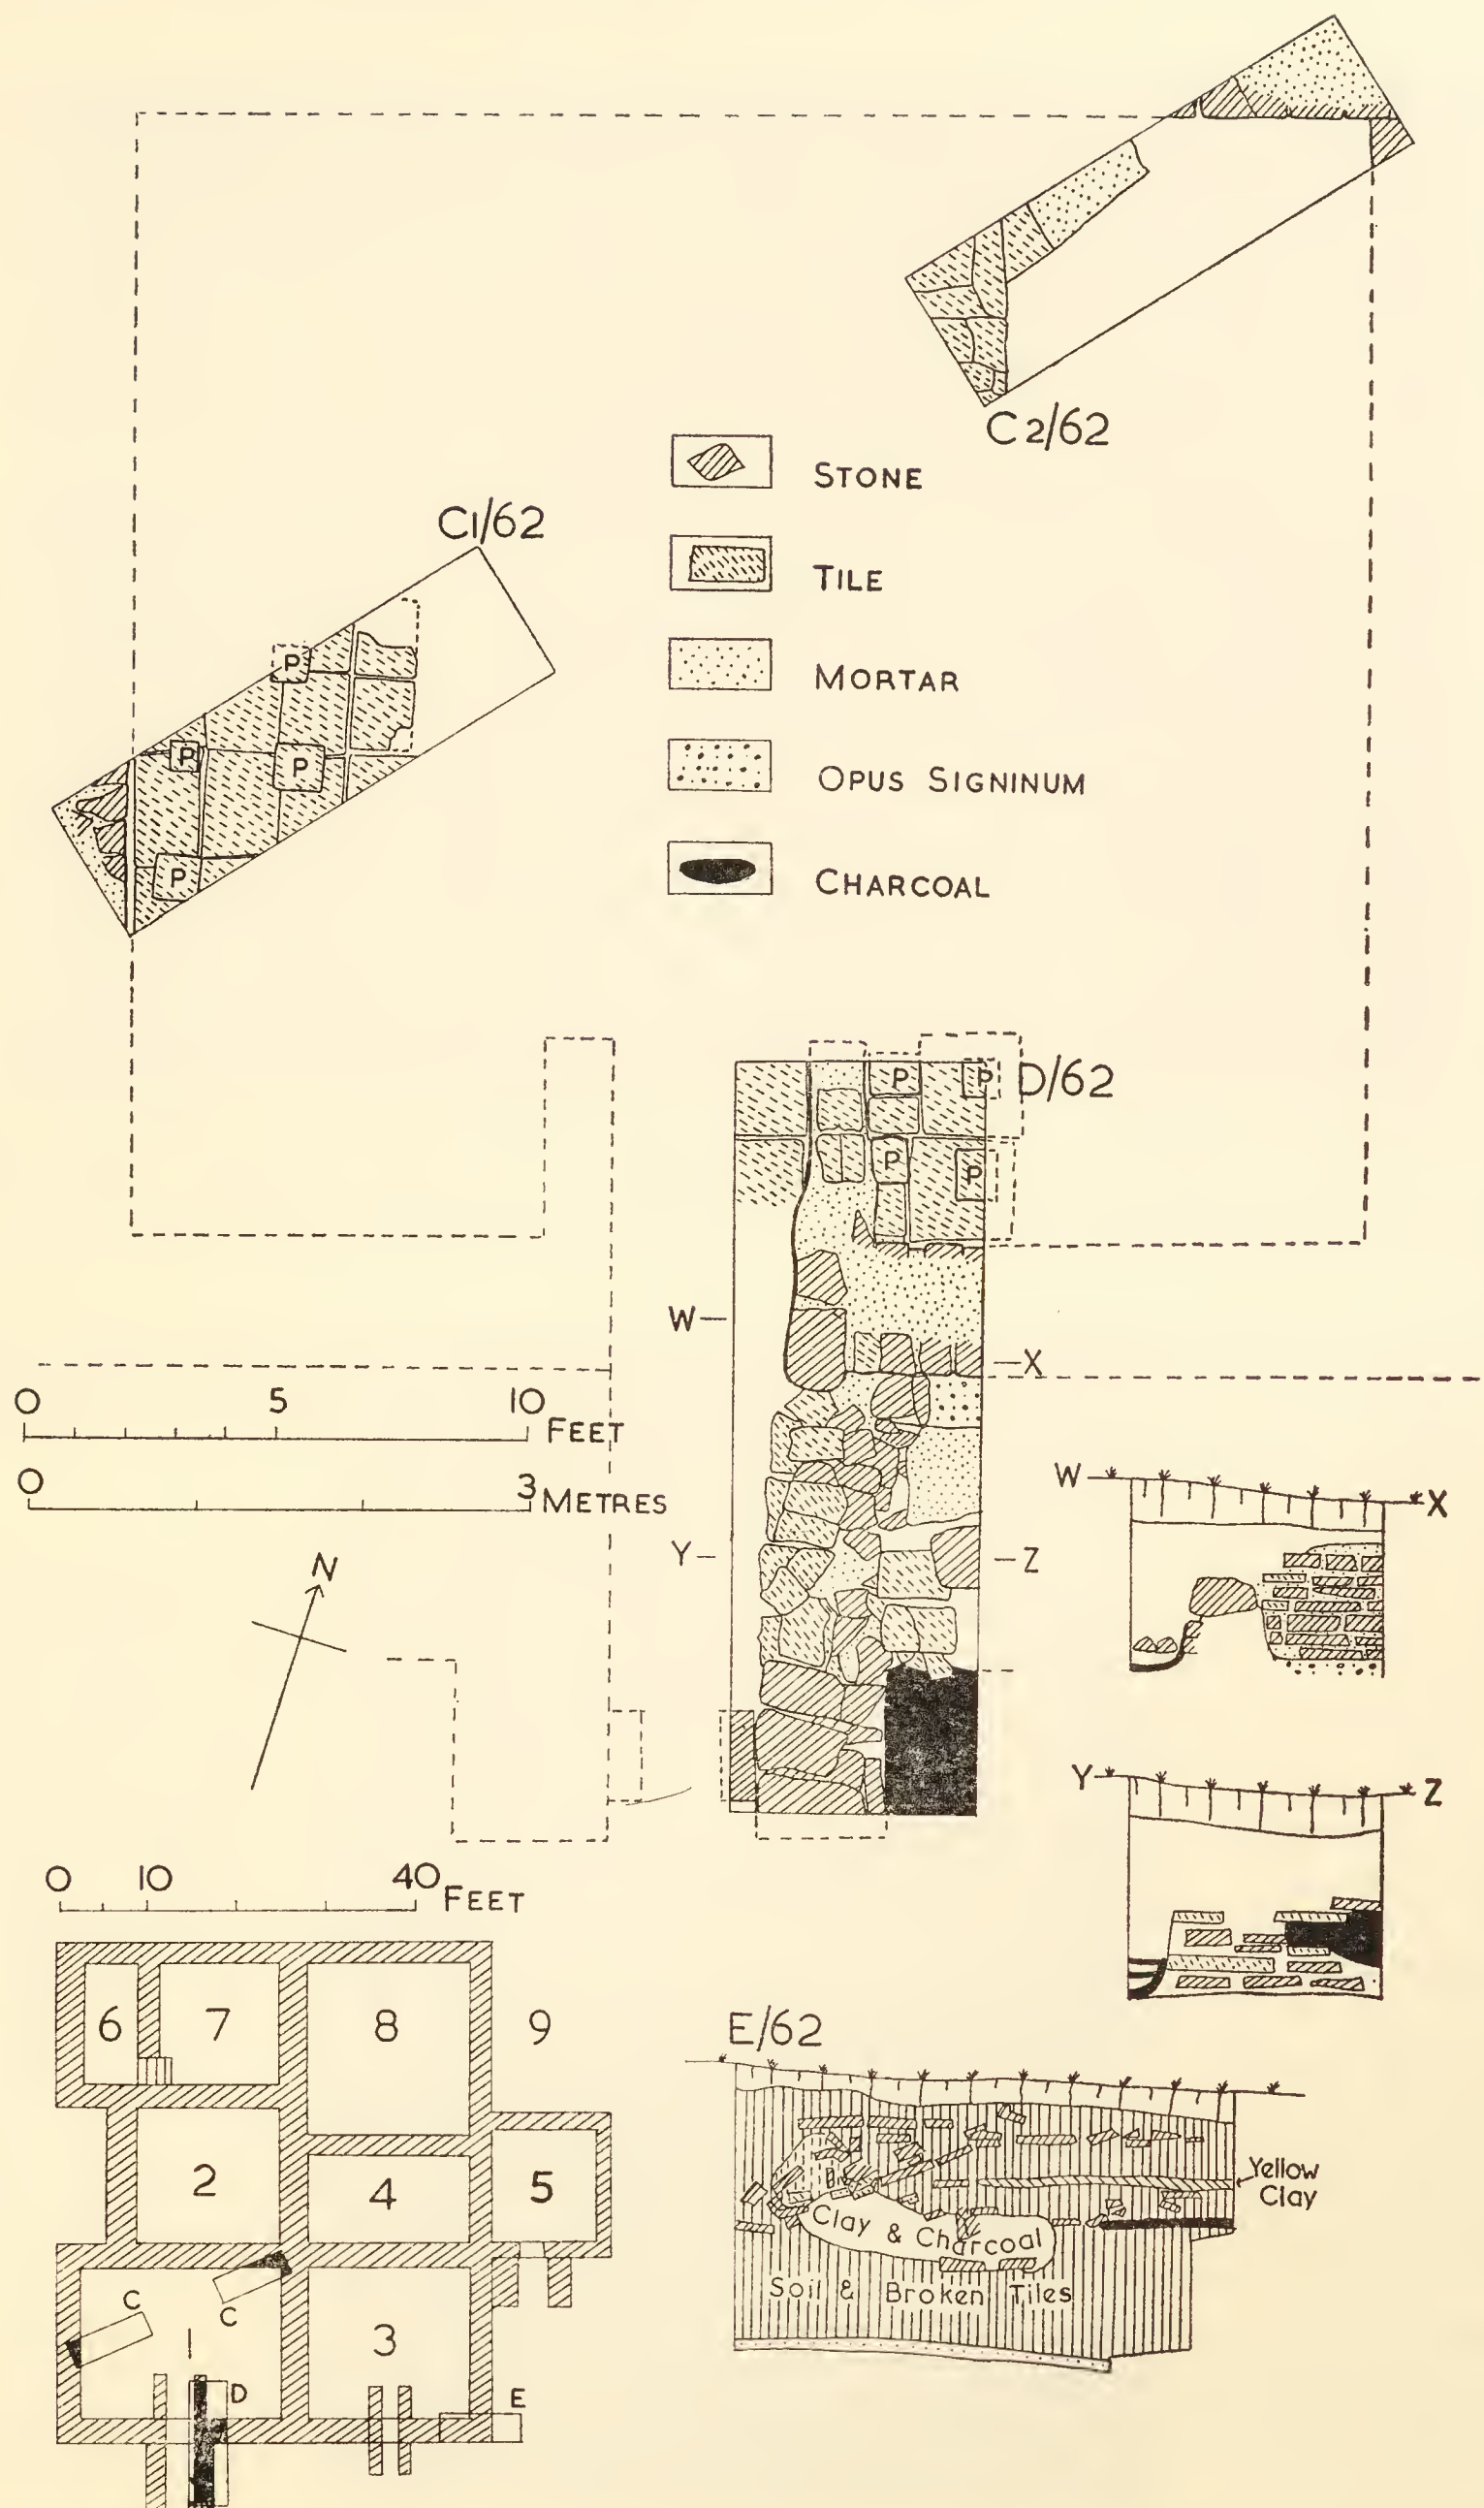 C2/62
STONE
C1/62
TILE
P
MORTAR
P
P
OPUS SIGNINUM
P
CHARCOAL
P
P
D/62
P
P
W
X
0 5 10 FEET
0 3 METRES
W X
Y Z
N
Y Z
0 10 40 FEET
E/62
6 7 8 9
Yellow
Clay
2 4 5
Clay & Charcoal
Soil & Broken Tiles
C
C
1
3
D
E